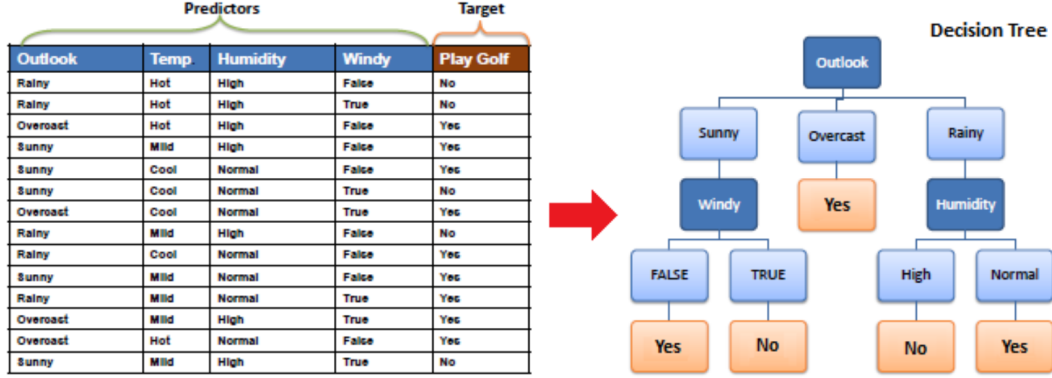 Predictors Target
Outlook Temp. Humidity Windy Play Golf
Rainy Hot High False No
Rainy Hot High True No
Overoast Hot High False Yes
Sunny Mild High False Yes
Sunny Cool Normal False Yes
Sunny Cool Normal True No
Overoast Cool Normal True Yes
Rainy Mild High False No
Rainy Cool Normal False Yes
Sunny Mild Normal False Yes
Rainy Mild Normal True Yes
Overoast Mild High True Yes
Overoast Hot Normal False Yes
Sunny Mild High True No
Decision Tree
Outlook
Sunny Overcast Rainy
Windy Yes Humidity
FALSE TRUE High Normal
Yes No No Yes